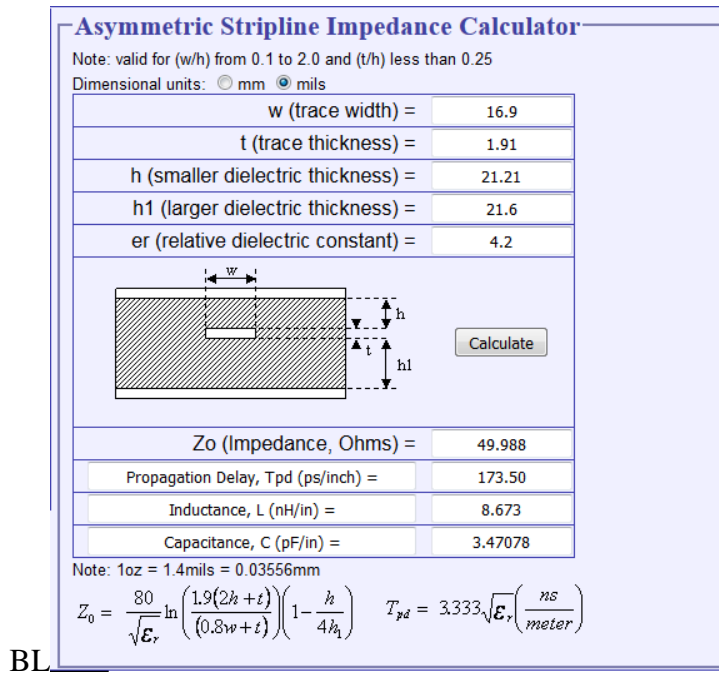 Asymmetric Stripline Impedance Calculator
Note: valid for (w/h) from 0.1 to 2.0 and (t/h) less than 0.25
Dimensional units: mm mils
w (trace width) = 16.9
t (trace thickness) = 1.91
h (smaller dielectric thickness) = 21.21
h1 (larger dielectric thickness) = 21.6
er (relative dielectric constant) = 4.2
w
h
t
h1
Calculate
Zo (Impedance, Ohms) = 49.988
Propagation Delay, Tpd (ps/inch) = 173.50
Inductance, L (nH/in) = 8.673
Capacitance, C (pF/in) = 3.47078
Note: 1oz = 1.4mils = 0.03556mm
Z₀ = 80/√εᵣ ln(1.9(2h + t)/(0.8w + t))(1 − h/4h₁) T_pd = 3.333√εᵣ(ns/meter)
BL